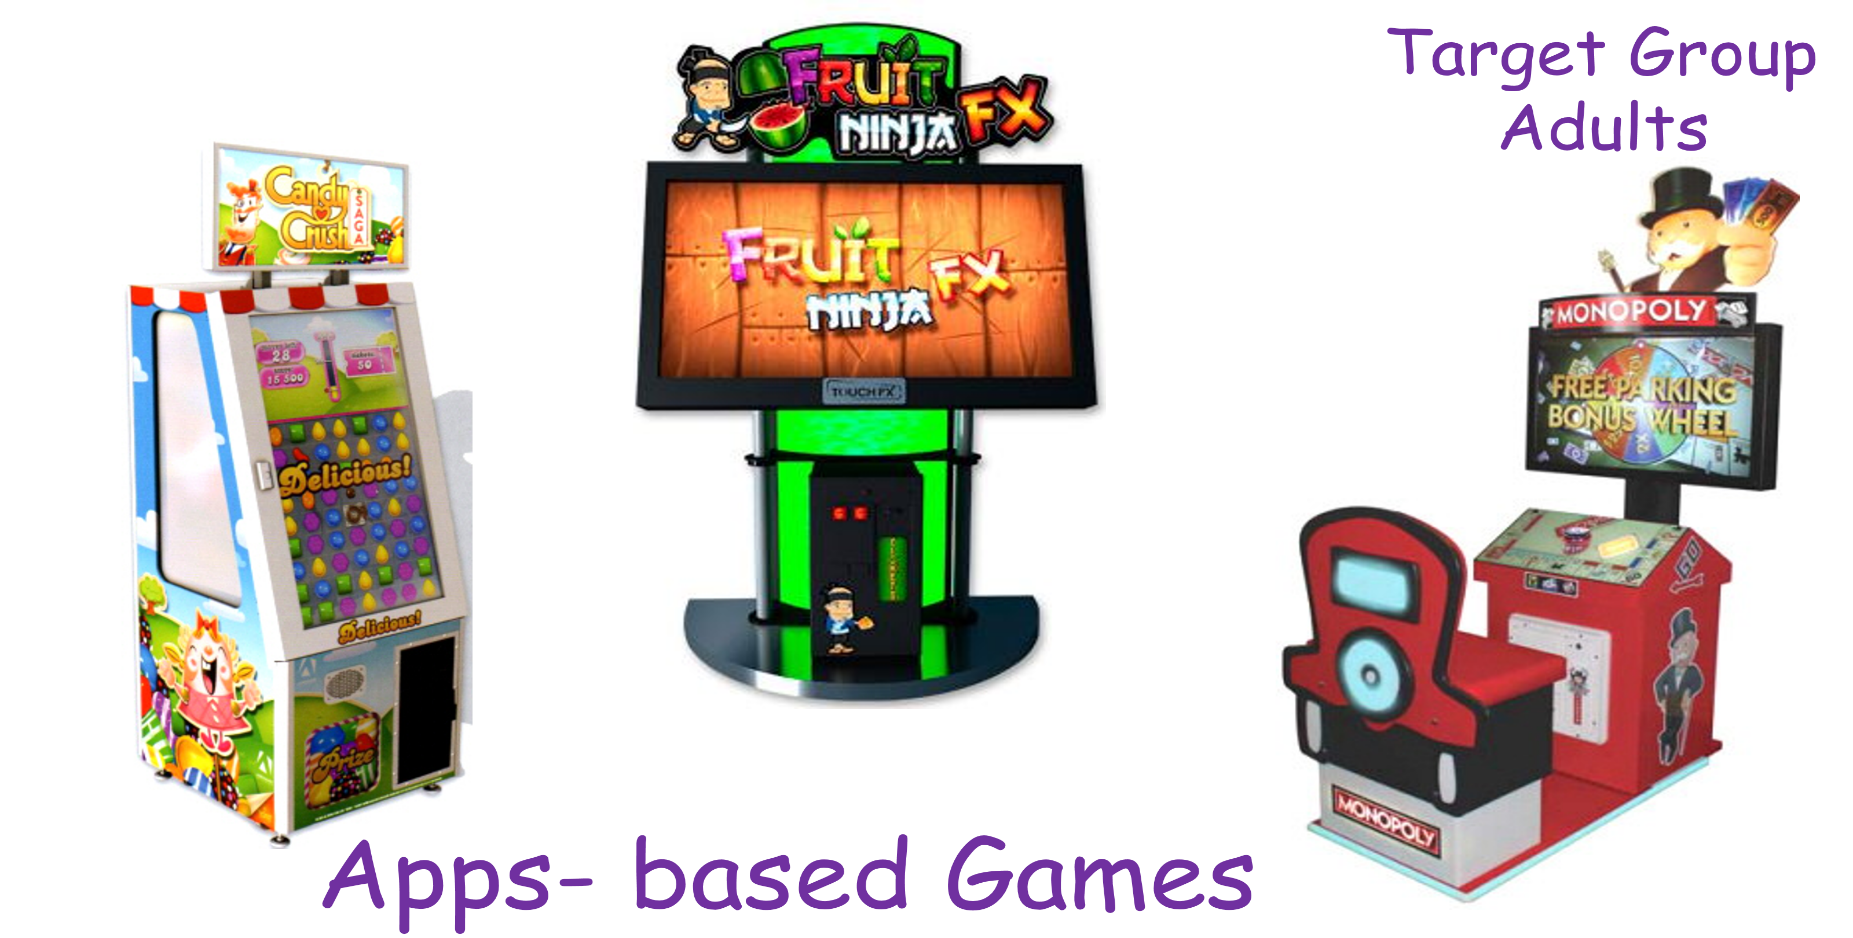 Target Group
Adults
Candy
Crush
SAGA
28
15 500
50
Delicious!
Delicious!
Prize
FRUIT
NINJA FX
FRUIT
NINJA FX
TOUCH FX
MONOPOLY
500
FREE PARKING
BONUS WHEEL
GO
MONOPOLY
Apps- based Games